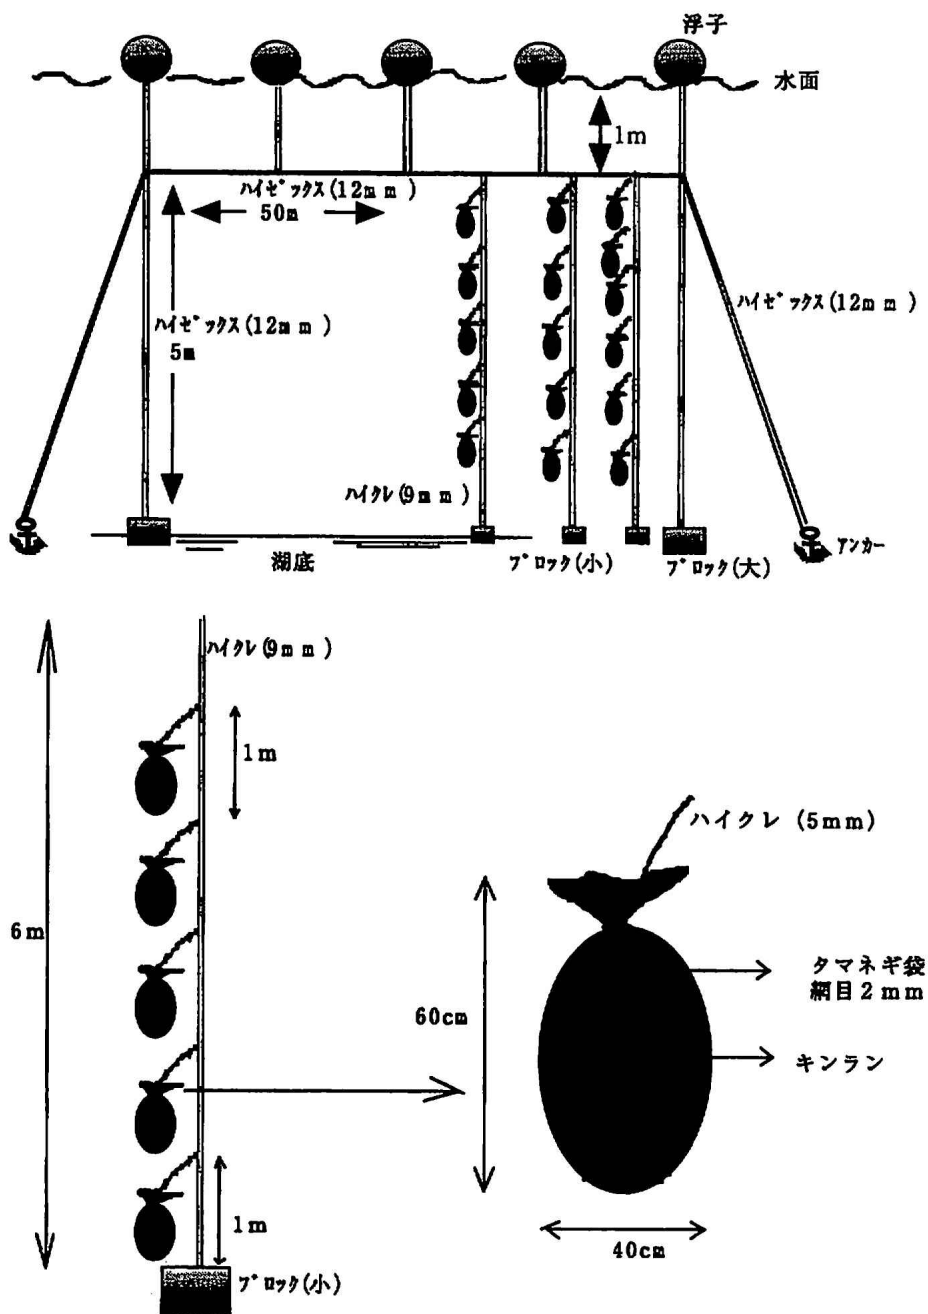 浮子
水面
1m
ハイゼックス(12mm)
50m
ハイゼックス(12mm)
ハイゼックス(12mm)
5m
ハイクレ(9mm)
湖底
ブロック(小)
ブロック(大)
アンカー
ハイクレ(9mm)
1m
6m
1m
ブロック(小)
ハイクレ (5mm)
60cm
タマネギ袋
網目2mm
キンラン
40cm